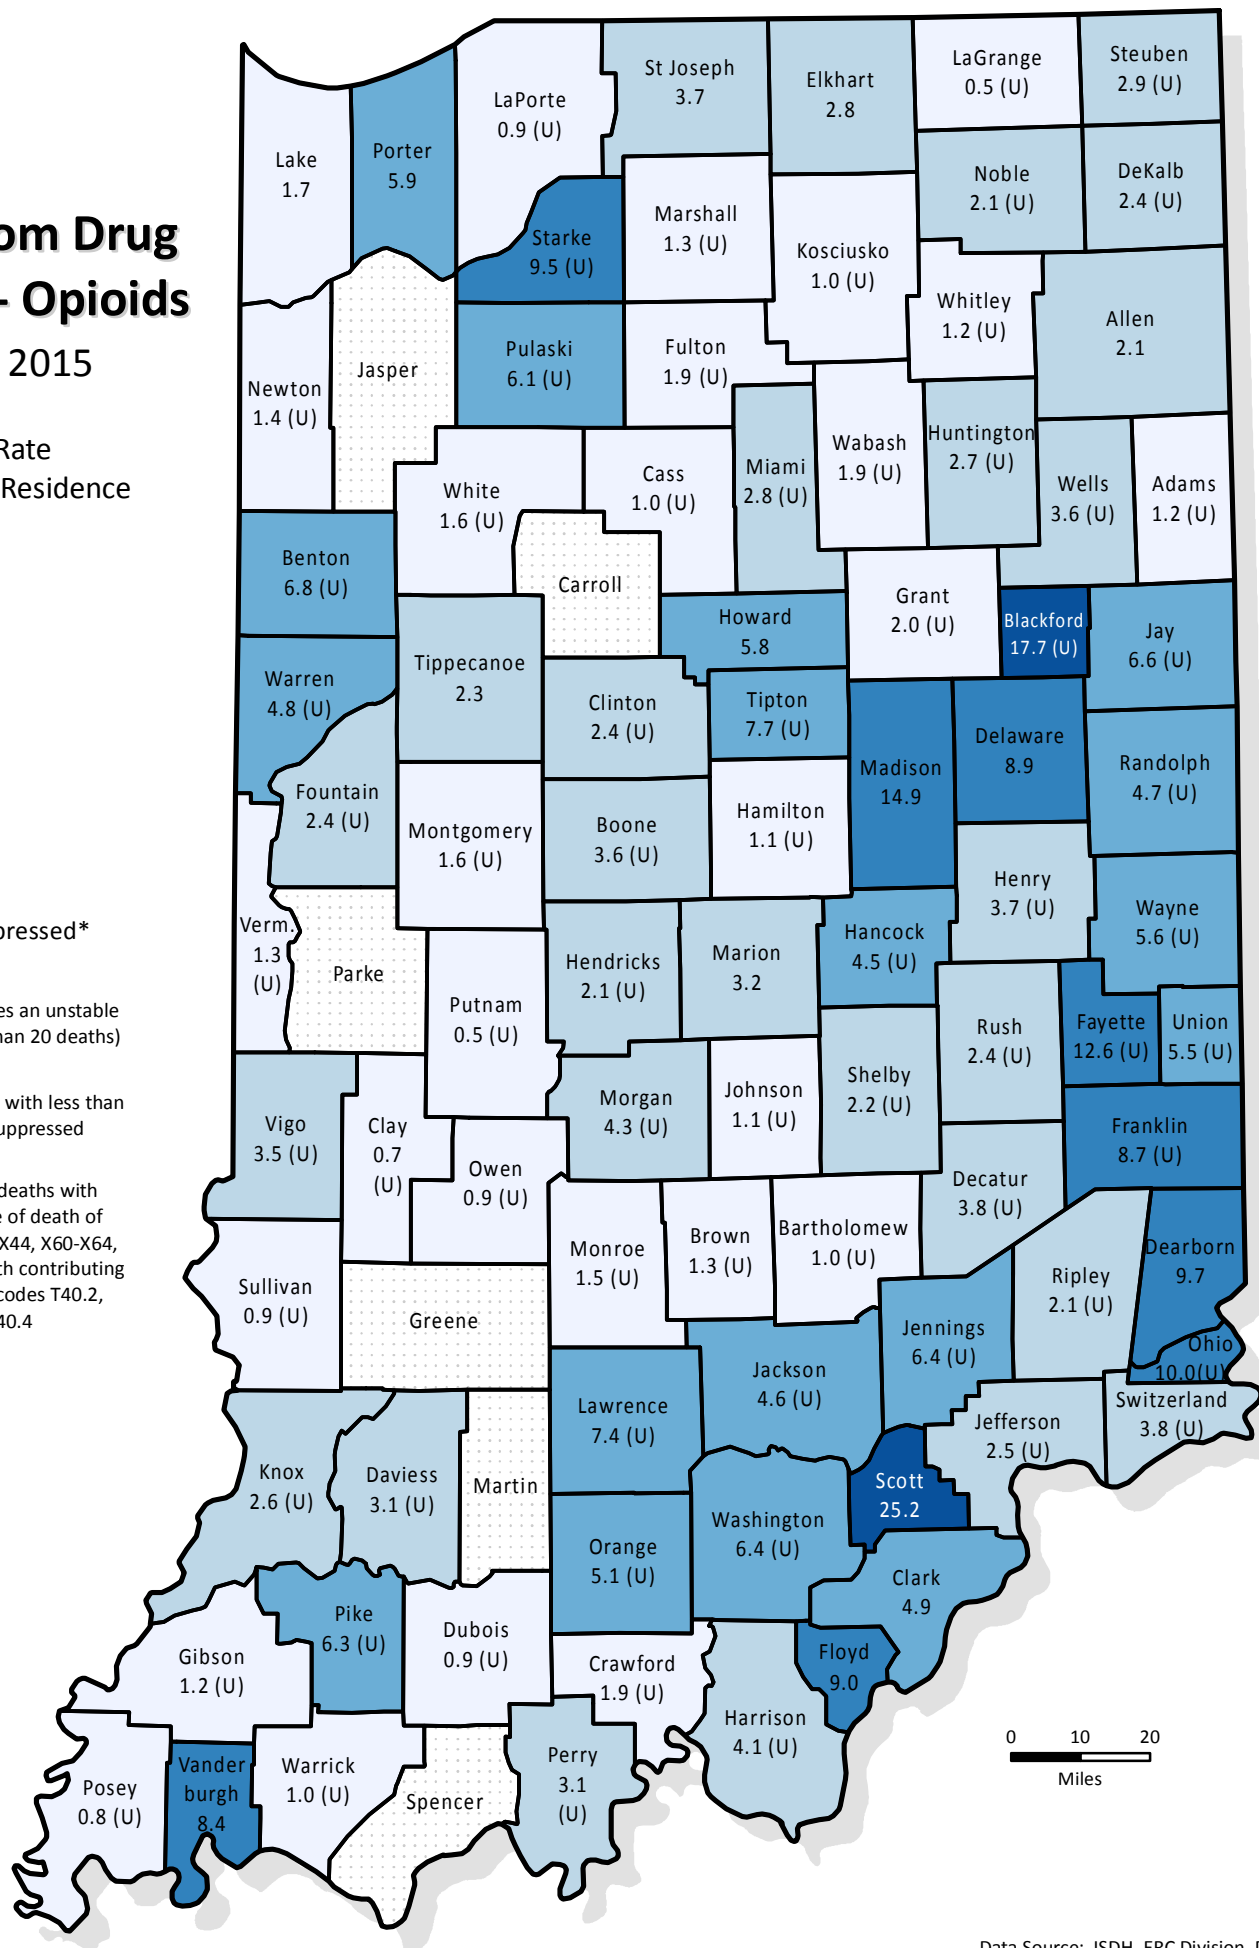 om Drug
- Opioids
2015
Rate
Residence
pressed*
es an unstable
han 20 deaths)
with less than
uppressed
deaths with
e of death of
X44, X60-X64,
th contributing
codes T40.2,
40.4
Lake
1.7
Porter
5.9
LaPorte
0.9 (U)
St Joseph
3.7
Elkhart
2.8
LaGrange
0.5 (U)
Steuben
2.9 (U)
Noble
2.1 (U)
DeKalb
2.4 (U)
Starke
9.5 (U)
Marshall
1.3 (U)
Kosciusko
1.0 (U)
Whitley
1.2 (U)
Allen
2.1
Newton
1.4 (U)
Jasper
Pulaski
6.1 (U)
Fulton
1.9 (U)
Miami
2.8 (U)
Wabash
1.9 (U)
Huntington
2.7 (U)
Wells
3.6 (U)
Adams
1.2 (U)
White
1.6 (U)
Cass
1.0 (U)
Benton
6.8 (U)
Carroll
Howard
5.8
Grant
2.0 (U)
Blackford
17.7 (U)
Jay
6.6 (U)
Warren
4.8 (U)
Tippecanoe
2.3
Clinton
2.4 (U)
Tipton
7.7 (U)
Madison
14.9
Delaware
8.9
Randolph
4.7 (U)
Fountain
2.4 (U)
Montgomery
1.6 (U)
Boone
3.6 (U)
Hamilton
1.1 (U)
Henry
3.7 (U)
Wayne
5.6 (U)
Verm.
1.3
(U)
Parke
Putnam
0.5 (U)
Hendricks
2.1 (U)
Marion
3.2
Hancock
4.5 (U)
Rush
2.4 (U)
Fayette
12.6 (U)
Union
5.5 (U)
Vigo
3.5 (U)
Clay
0.7
(U)
Owen
0.9 (U)
Morgan
4.3 (U)
Johnson
1.1 (U)
Shelby
2.2 (U)
Franklin
8.7 (U)
Decatur
3.8 (U)
Sullivan
0.9 (U)
Greene
Monroe
1.5 (U)
Brown
1.3 (U)
Bartholomew
1.0 (U)
Ripley
2.1 (U)
Dearborn
9.7
Ohio
10.0(U)
Jennings
6.4 (U)
Jackson
4.6 (U)
Lawrence
7.4 (U)
Switzerland
3.8 (U)
Jefferson
2.5 (U)
Knox
2.6 (U)
Daviess
3.1 (U)
Martin
Scott
25.2
Washington
6.4 (U)
Orange
5.1 (U)
Clark
4.9
Pike
6.3 (U)
Dubois
0.9 (U)
Gibson
1.2 (U)
Crawford
1.9 (U)
Floyd
9.0
Harrison
4.1 (U)
Posey
0.8 (U)
Vander
burgh
8.4
Warrick
1.0 (U)
Spencer
Perry
3.1
(U)
0 10 20
Miles
Data Source: ISDH, ERC Division, D